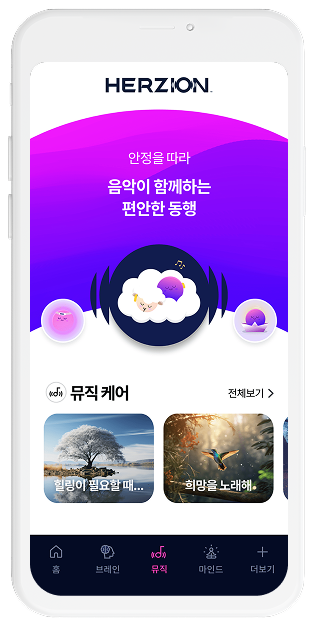 HERZION
안정을 따라
음악이 함께하는
편안한 동행
뮤직 케어
전체보기
힐링이 필요할 때...
희망을 노래해
홈
브레인
뮤직
마인드
더보기